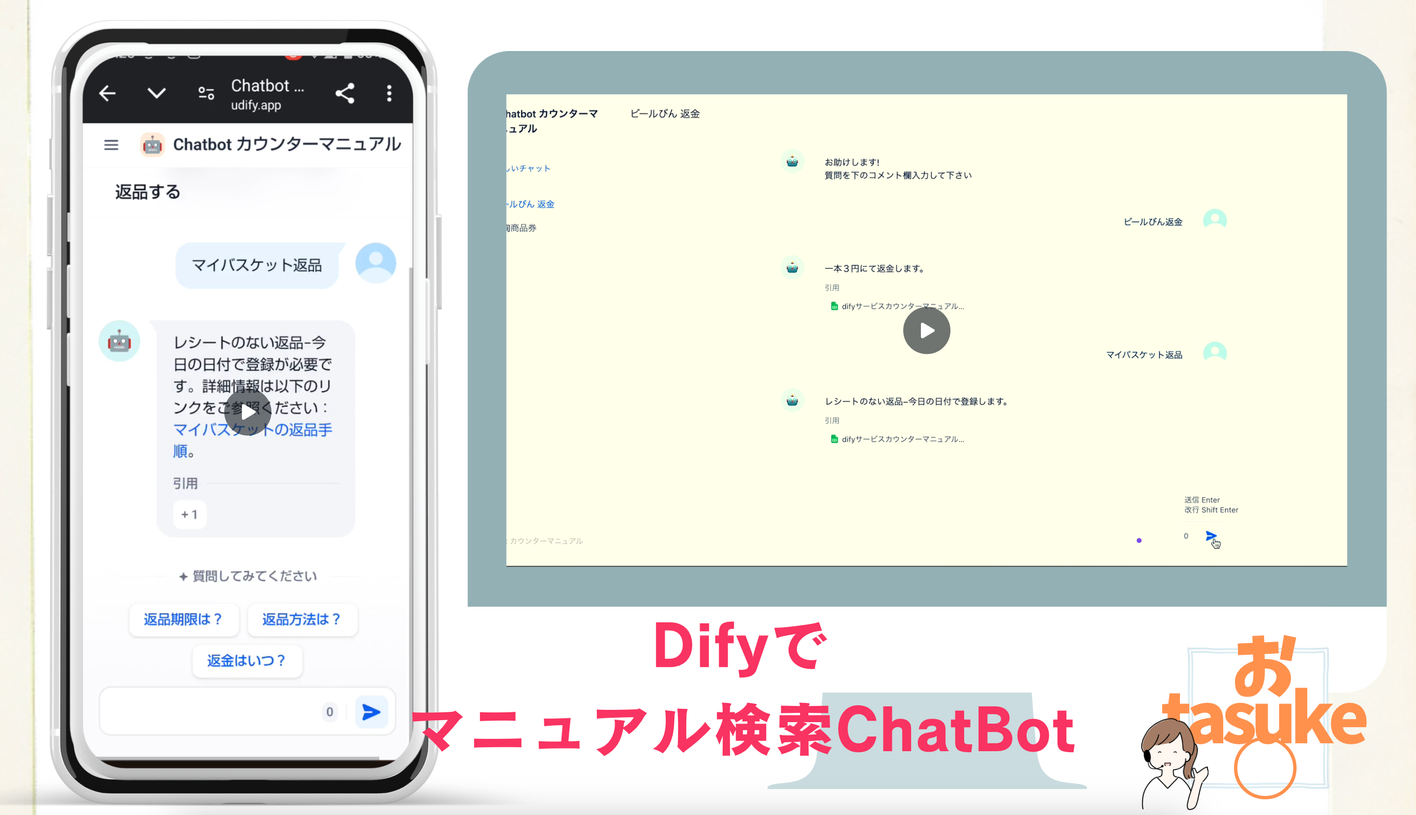 Chatbot ...
udify.app
Chatbot カウンターマニュアル
返品する
マイバスケット返品
レシートのない返品–今
日の日付で登録が必要で
す。詳細情報は以下のリ
ンクをご参照ください：
マイバスケットの返品手
順。
引用
+ 1
質問してみてください
返品期限は？
返品方法は？
返金はいつ？
0
hatbot カウンターマ
ュアル
ビールびん 返金
しいチャット
ールびん 返金
商品券
お助けします!
質問を下のコメント欄入力して下さい
ビールびん返金
一本３円にて返金します。
引用
difyサービスカウンターマニュアル...
マイバスケット返品
レシートのない返品–今日の日付で登録します。
引用
difyサービスカウンターマニュアル...
送信 Enter
改行 Shift Enter
0
カウンターマニュアル
Difyで
マニュアル検索ChatBot
お
tasuke